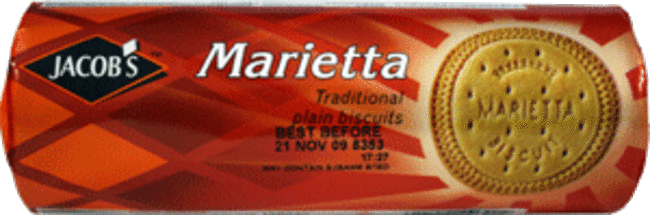 JACOB'S
Marietta
Traditional
plain biscuits
BEST BEFORE
21 NOV 09 8353
17:27
MARIETTA
BISCUIT